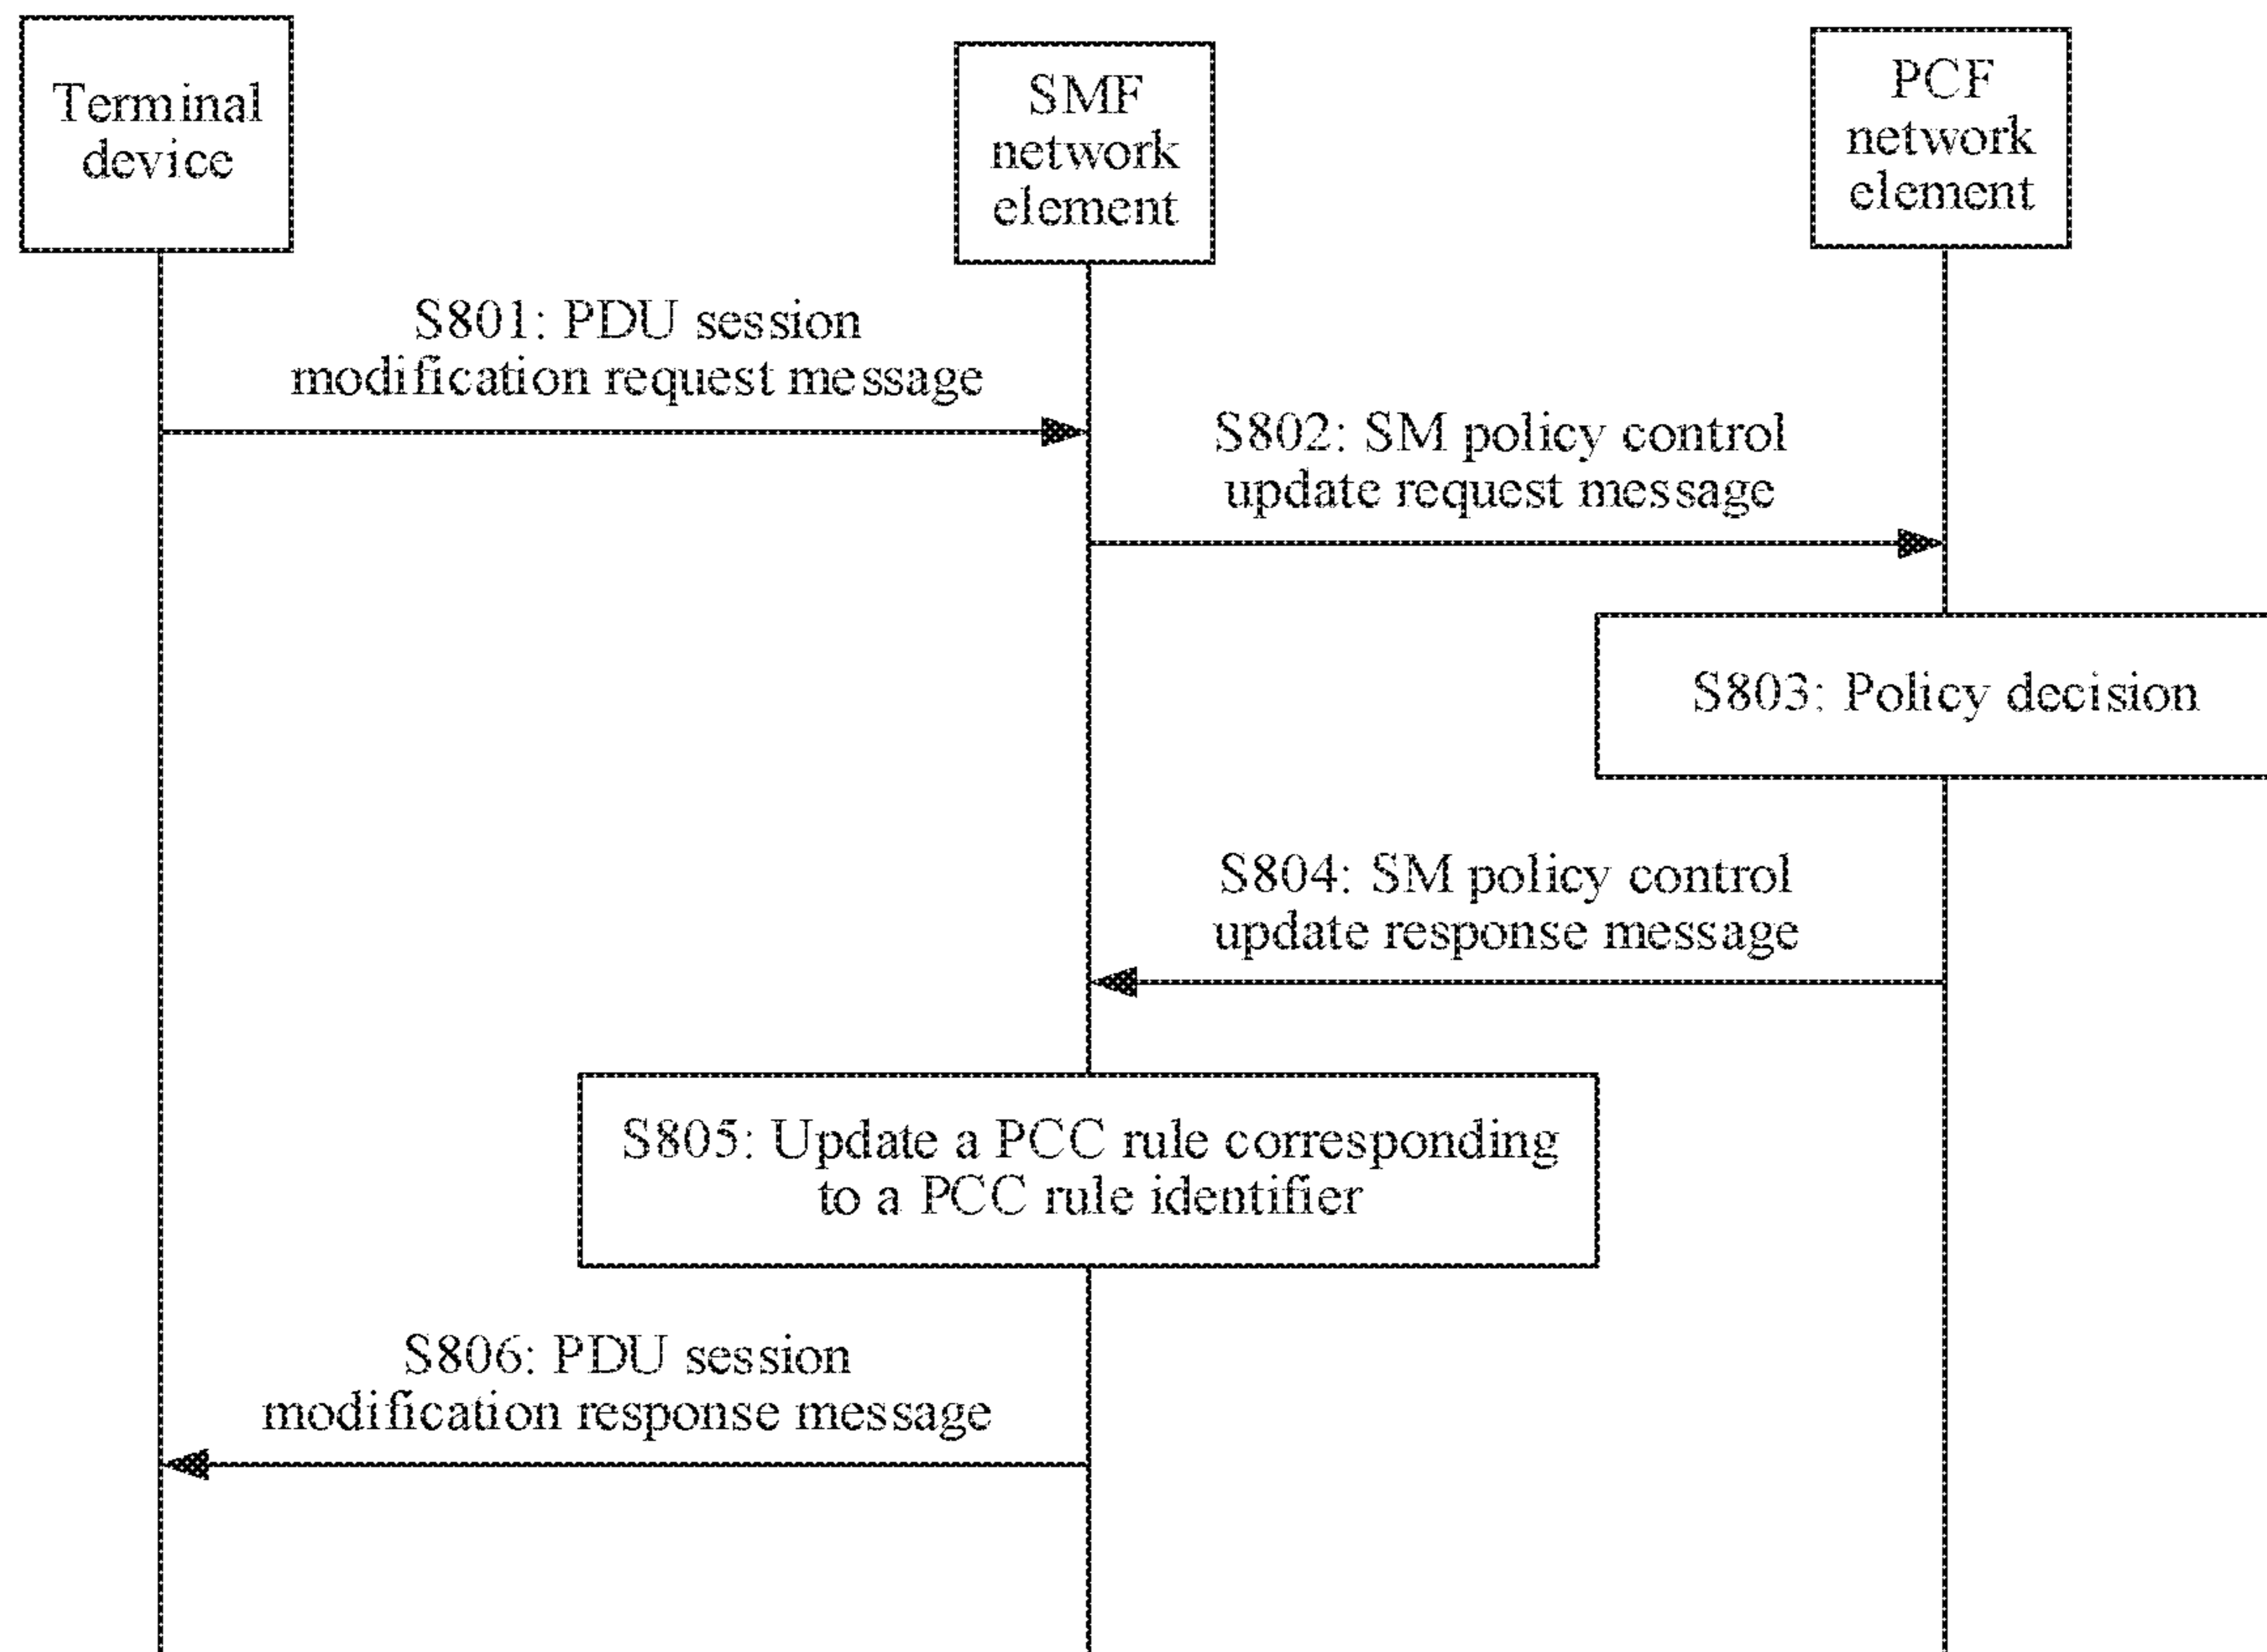 Terminal
device
SMF
network
element
PCF
network
element
S801: PDU session
modification request message
S802: SM policy control
update request message
S803: Policy decision
S804: SM policy control
update response message
S805: Update a PCC rule corresponding
to a PCC rule identifier
S806: PDU session
modification response message